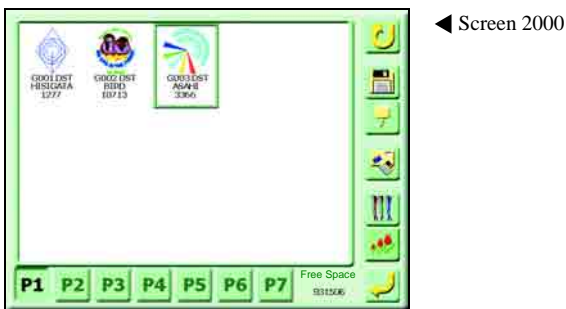 ◀ Screen 2000
G001.DST
HISIGATA
1277
G002.DST
BIRD
10713
G003.DST
ASAHI
3366
P1 P2 P3 P4 P5 P6 P7
Free Space
931506